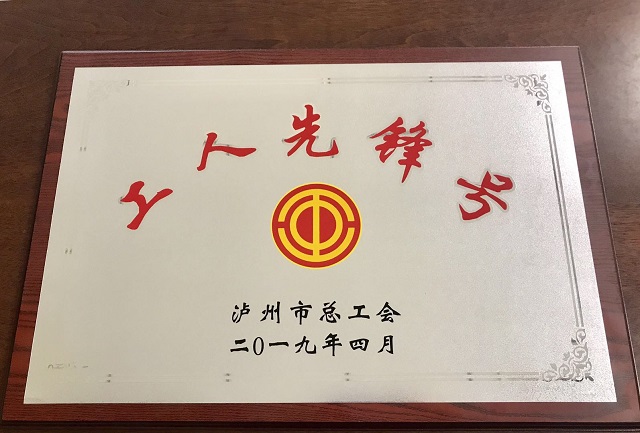 工人先锋号
泸州市总工会
二〇一九年四月